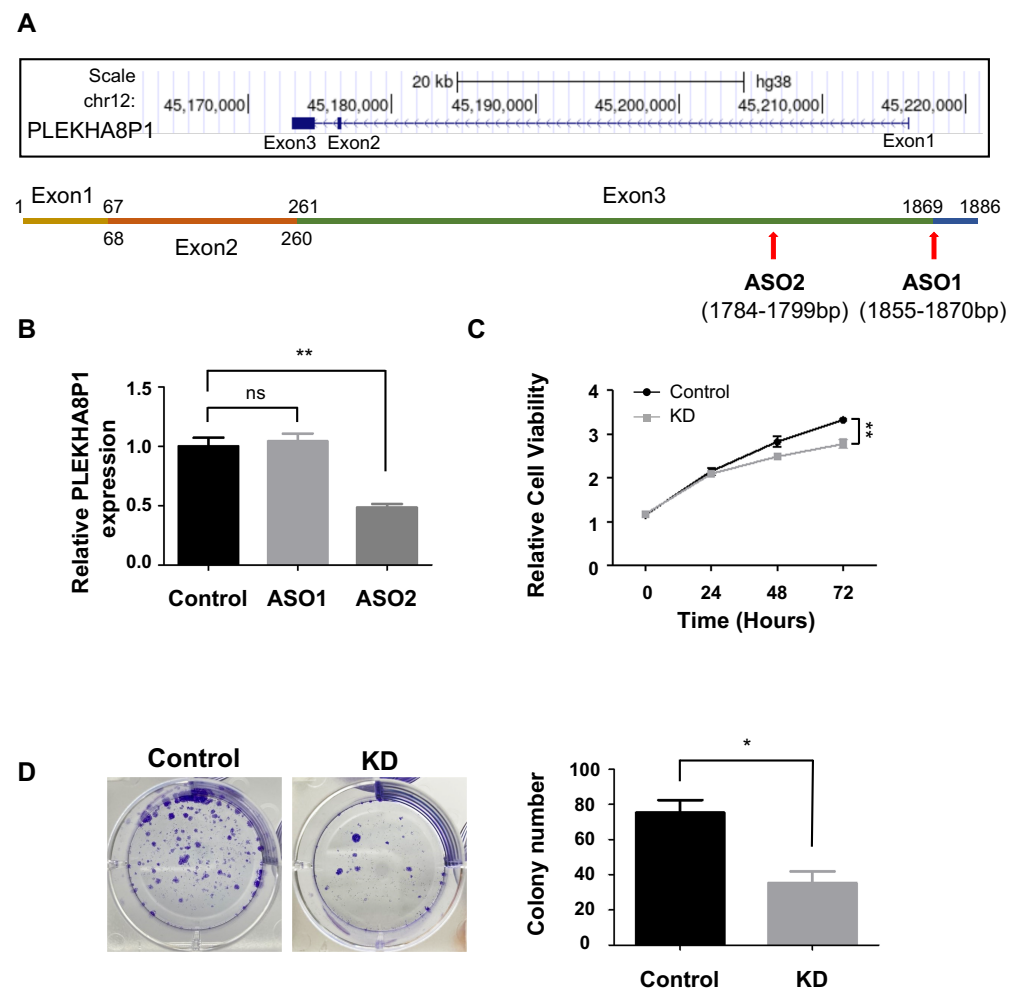 A
Scale
20 kb
hg38
chr12:
45,170,000
45,180,000
45,190,000
45,200,000
45,210,000
45,220,000
PLEKHA8P1
Exon3
Exon2
Exon1
1
Exon1
67
261
Exon3
1869
1886
68
Exon2
260
ASO2
ASO1
(1784-1799bp)
(1855-1870bp)
B
**
ns
Relative PLEKHA8P1
expression
1.5
1.0
0.5
0.0
Control
ASO1
ASO2
C
Relative Cell Viability
4
3
2
1
0
Control
KD
**
0
24
48
72
Time (Hours)
D
Control
KD
*
Colony number
100
80
60
40
20
0
Control
KD